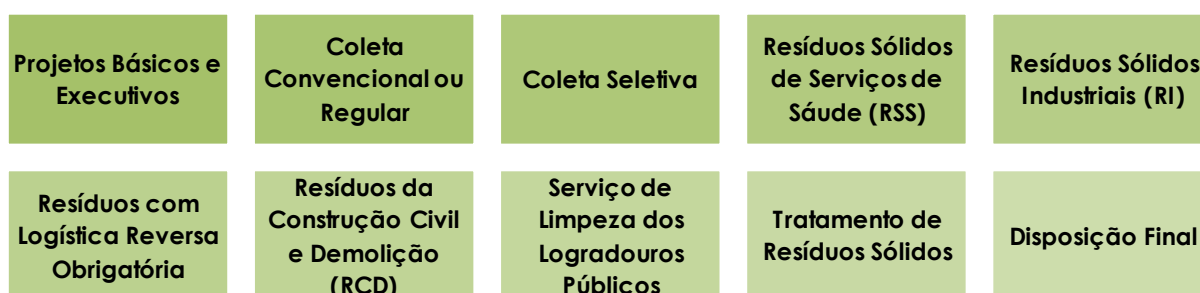 Projetos Básicos e
Executivos
Coleta
Convencional ou
Regular
Coleta Seletiva
Resíduos Sólidos
de Serviços de
Sáude (RSS)
Resíduos Sólidos
Industriais (RI)
Resíduos com
Logística Reversa
Obrigatória
Resíduos da
Construção Civil
e Demolição
(RCD)
Serviço de
Limpeza dos
Logradouros
Públicos
Tratamento de
Resíduos Sólidos
Disposição Final